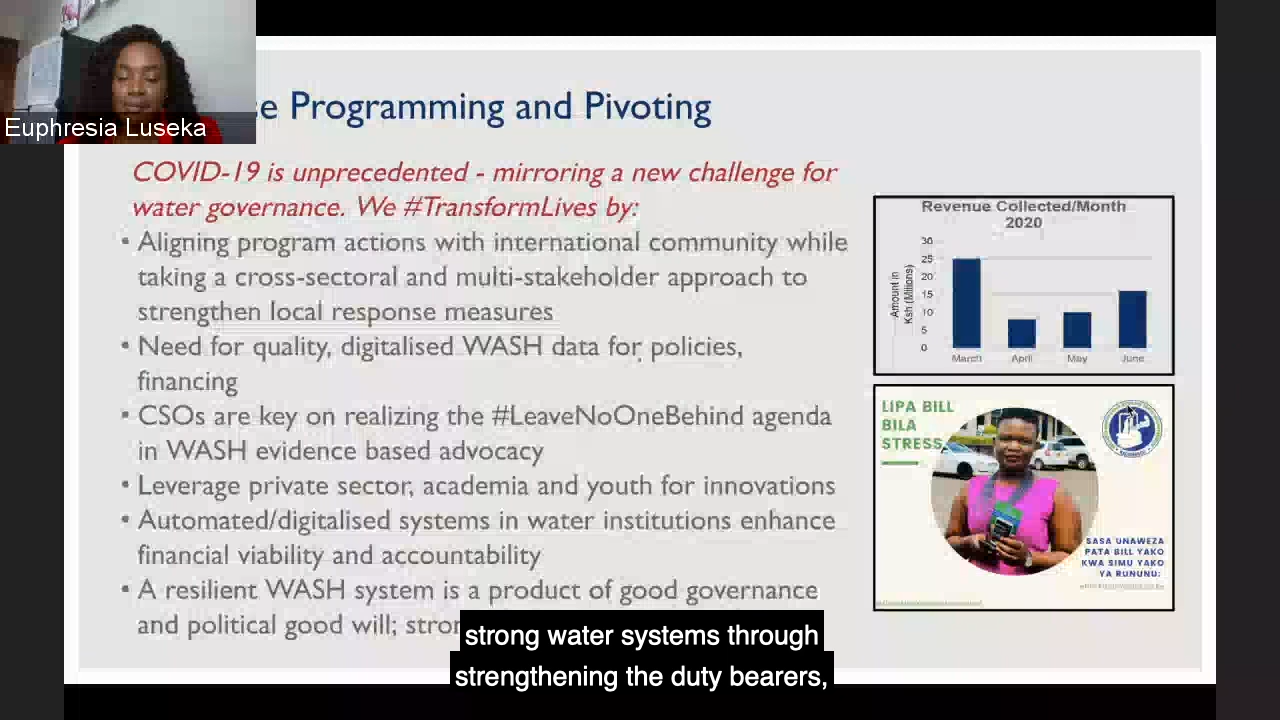 Euphresia Luseka
Programming and Pivoting
COVID-19 is unprecedented - mirroring a new challenge for
water governance. We #TransformLives by:
• Aligning program actions with international community while
taking a cross-sectoral and multi-stakeholder approach to
strengthen local response measures
• Need for quality, digitalised WASH data for policies,
financing
• CSOs are key on realizing the #LeaveNoOneBehind agenda
in WASH evidence based advocacy
• Leverage private sector, academia and youth for innovations
• Automated/digitalised systems in water institutions enhance
financial viability and accountability
• A resilient WASH system is a product of good governance
and political good will;
Revenue Collected/Month
2020
Amount in
Ksh (Millions)
30
25
20
15
10
5
0
March April May June
LIPA BILL
BILA
STRESS
SASA UNAWEZA
PATA BILL YAKO
KWA SIMU YAKO
YA RUNUNU:
strong water systems through
strengthening the duty bearers,